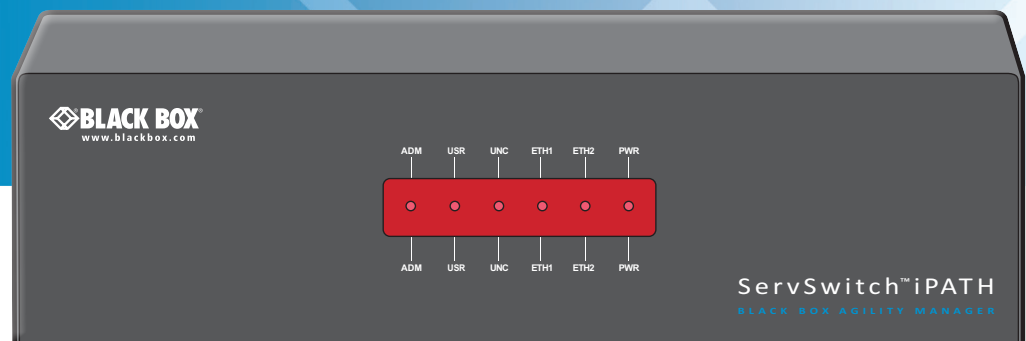 BLACK BOX®
www.blackbox.com
ADM USR UNC ETH1 ETH2 PWR
ADM USR UNC ETH1 ETH2 PWR
ServSwitch™iPATH
BLACK BOX AGILITY MANAGER